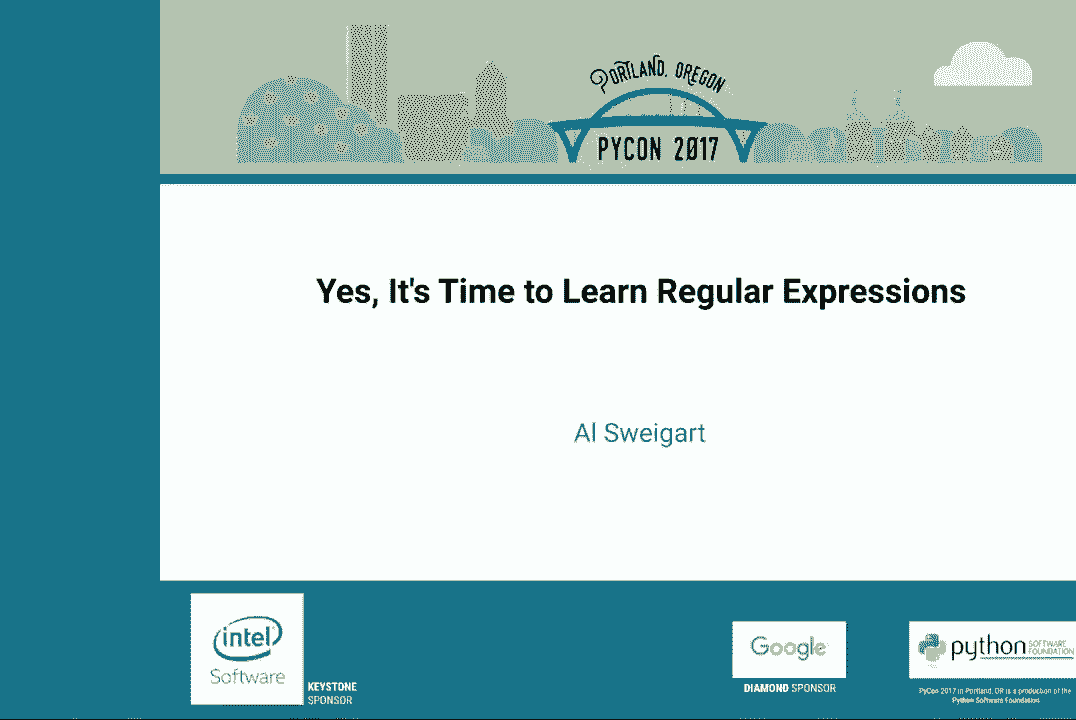 PORTLAND, OREGON
PYCON 2017
Yes, It's Time to Learn Regular Expressions
Al Sweigart
intel
Software
KEYSTONE
SPONSOR
Google
DIAMOND SPONSOR
python SOFTWARE
FOUNDATION
PyCon 2017 in Portland, OR is a production of the
Python Software Foundation